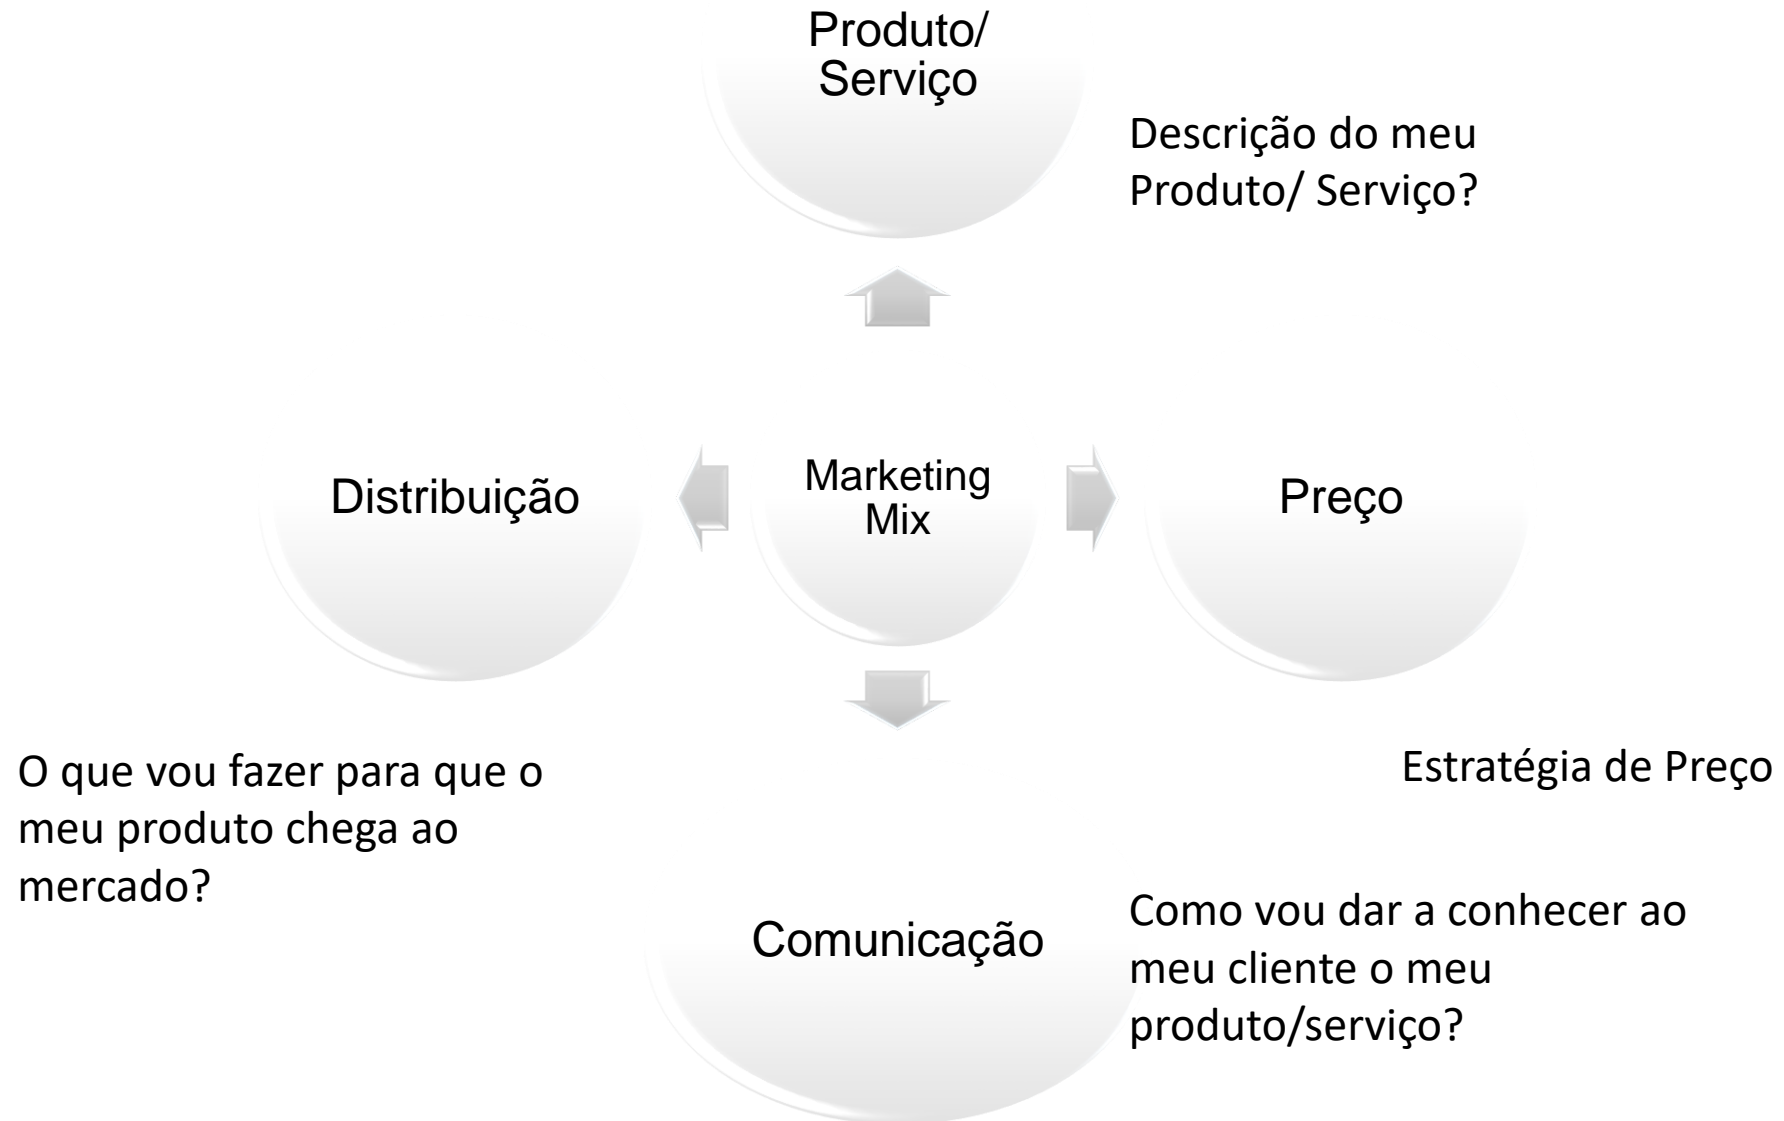 Produto/
Serviço
Descrição do meu
Produto/ Serviço?
Distribuição
Marketing
Mix
Preço
O que vou fazer para que o
meu produto chega ao
mercado?
Estratégia de Preço
Comunicação
Como vou dar a conhecer ao
meu cliente o meu
produto/serviço?